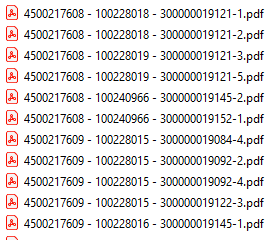 4500217608 - 100228018 - 300000019121-1.pdf
4500217608 - 100228018 - 300000019121-2.pdf
4500217608 - 100228019 - 300000019121-3.pdf
4500217608 - 100228019 - 300000019121-5.pdf
4500217608 - 100240966 - 300000019145-2.pdf
4500217608 - 100240966 - 300000019152-1.pdf
4500217609 - 100228015 - 300000019084-4.pdf
4500217609 - 100228015 - 300000019092-2.pdf
4500217609 - 100228015 - 300000019092-4.pdf
4500217609 - 100228015 - 300000019122-3.pdf
4500217609 - 100228016 - 300000019145-1.pdf